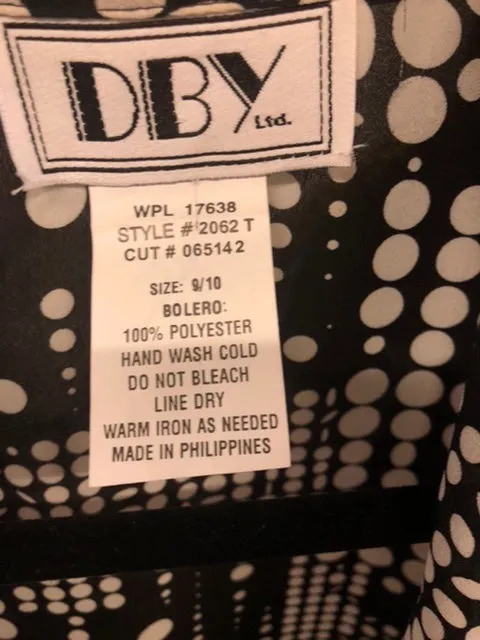 DBY
Ltd.
WPL 17638
STYLE # 2062 T
CUT # 065142
SIZE: 9/10
BOLERO:
100% POLYESTER
HAND WASH COLD
DO NOT BLEACH
LINE DRY
WARM IRON AS NEEDED
MADE IN PHILIPPINES